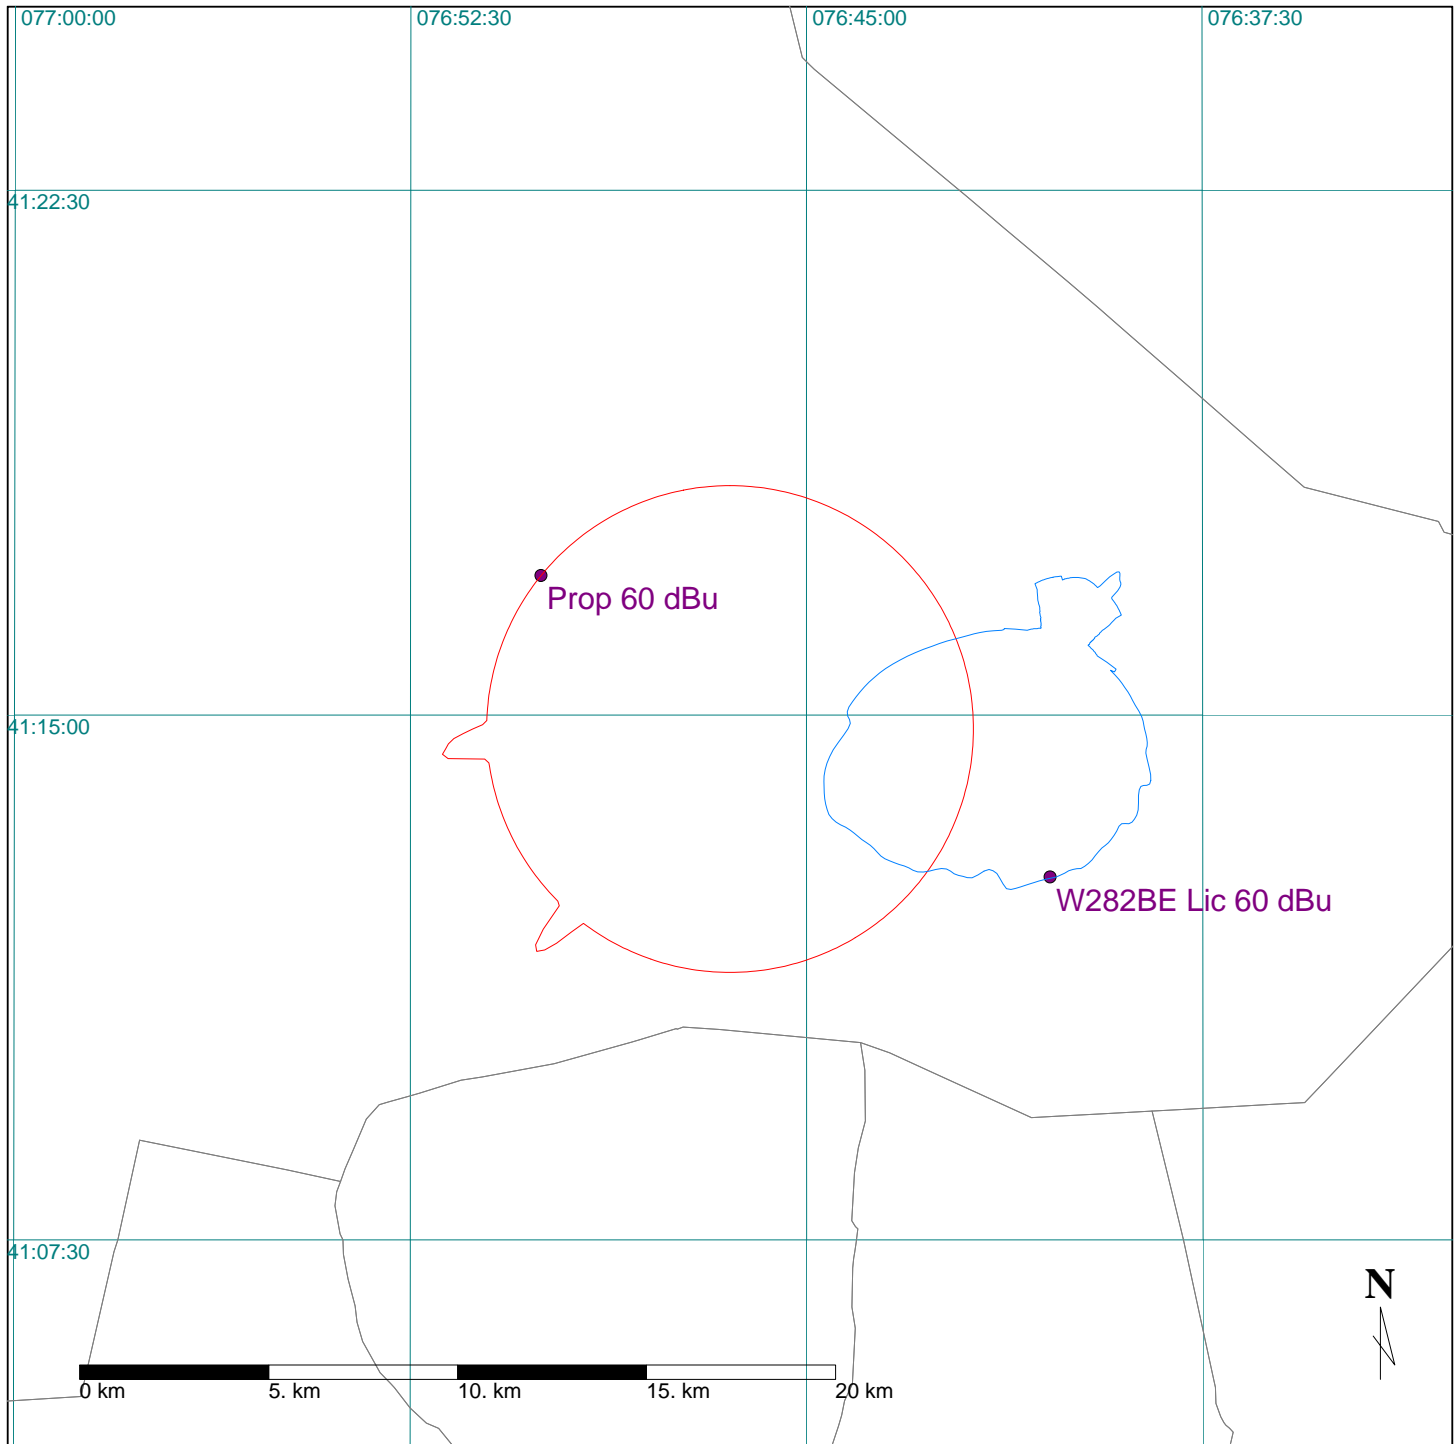 077:00:00
076:52:30
076:45:00
076:37:30
41:22:30
Prop 60 dBu
41:15:00
W282BE Lic 60 dBu
41:07:30
N
0 km
5. km
10. km
15. km
20 km